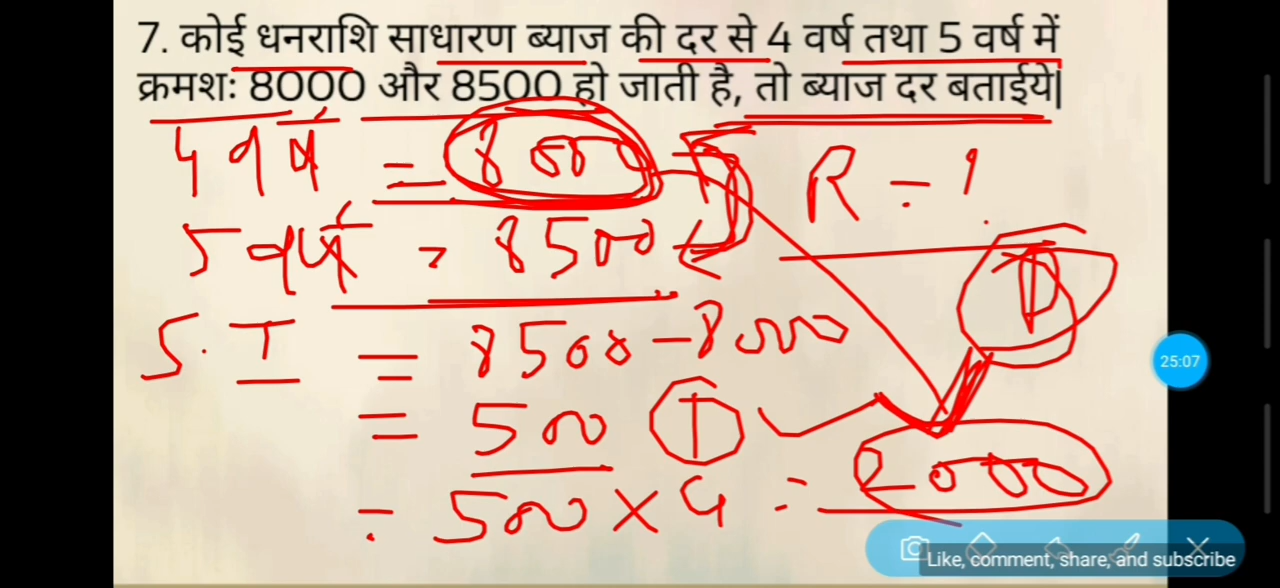 7. कोई धनराशि साधारण ब्याज की दर से 4 वर्ष तथा 5 वर्ष में
क्रमशः 8000 और 8500 हो जाती है, तो ब्याज दर बताईये|
4 वर्ष = 8000
R = ?
5 वर्ष = 8500
S.I = 8500-8000
= 500 1
= 500 × 4 = 2000
25:07
Like, comment, share, and subscribe